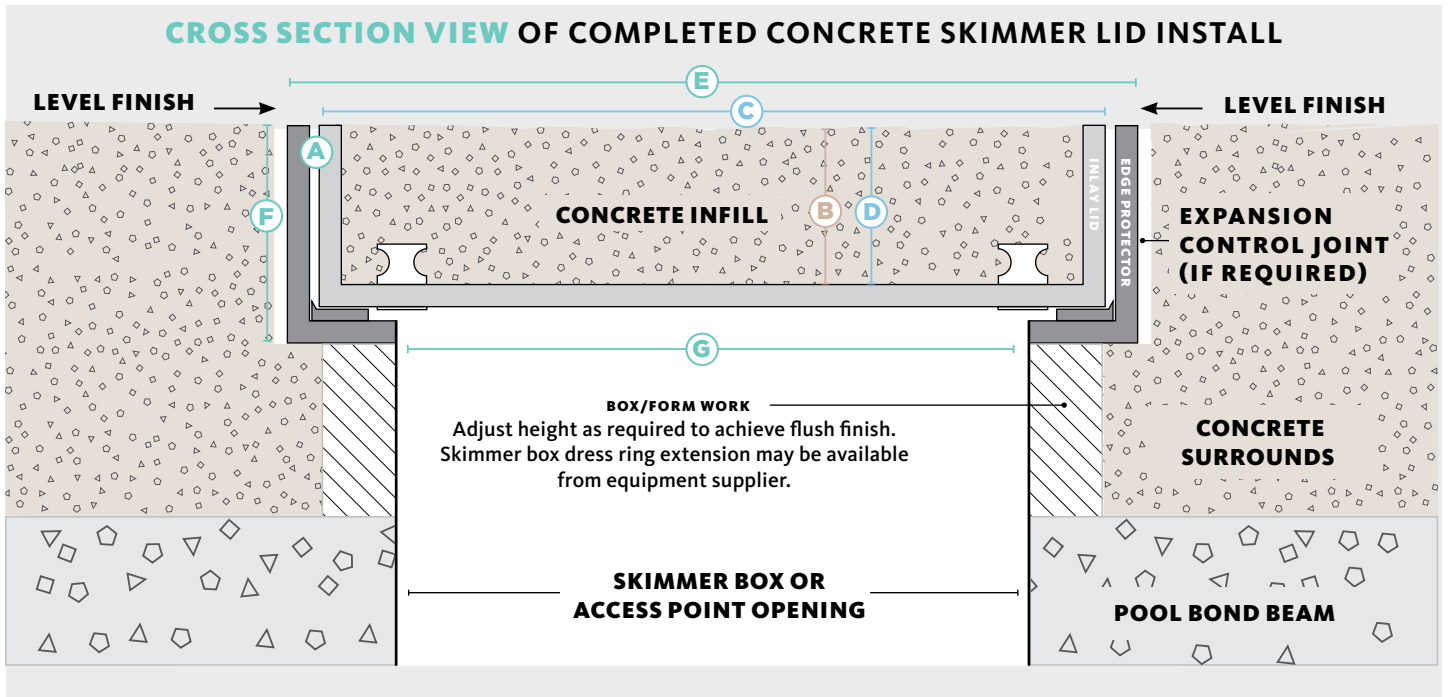 CROSS SECTION VIEW OF COMPLETED CONCRETE SKIMMER LID INSTALL
E
LEVEL FINISH
C
LEVEL FINISH
A
INLAY LID
EDGE PROTECTOR
F
CONCRETE INFILL
B
D
EXPANSION
CONTROL JOINT
(IF REQUIRED)
G
BOX/FORM WORK
Adjust height as required to achieve flush finish.
Skimmer box dress ring extension may be available
from equipment supplier.
CONCRETE
SURROUNDS
SKIMMER BOX OR
ACCESS POINT OPENING
POOL BOND BEAM